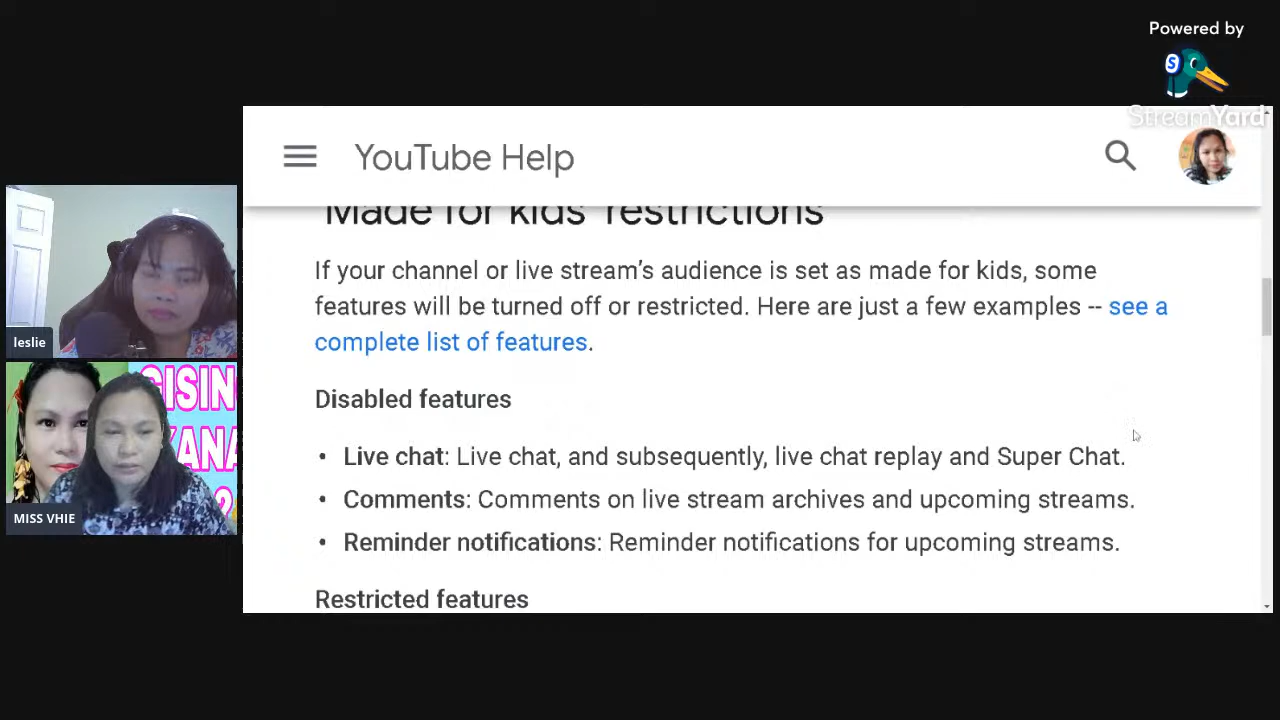 Powered by
S
StreamYard
YouTube Help
'Made for kids' restrictions
If your channel or live stream's audience is set as made for kids, some
features will be turned off or restricted. Here are just a few examples -- see a
complete list of features.
Disabled features
• Live chat: Live chat, and subsequently, live chat replay and Super Chat.
• Comments: Comments on live stream archives and upcoming streams.
• Reminder notifications: Reminder notifications for upcoming streams.
Restricted features
leslie
GISIN
ANA
MISS VHIE